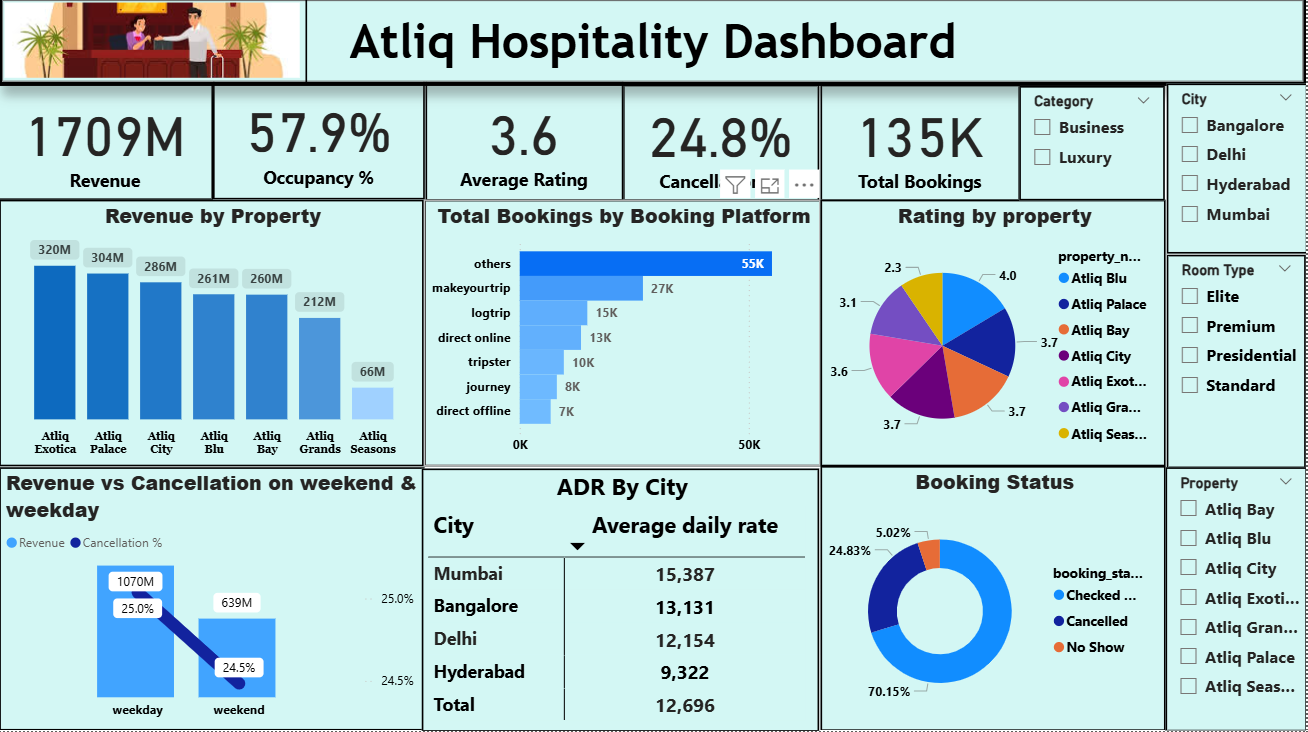 Atliq Hospitality Dashboard
1709M
Revenue
57.9%
Occupancy %
3.6
Average Rating
24.8%
Cancell
135K
Total Bookings
Category
Business
Luxury
City
Bangalore
Delhi
Hyderabad
Mumbai
Revenue by Property
320M
304M
286M
261M
260M
212M
66M
Atliq Exotica
Atliq Palace
Atliq City
Atliq Blu
Atliq Bay
Atliq Grands
Atliq Seasons
Total Bookings by Booking Platform
others 55K
makeyourtrip 27K
logtrip 15K
direct online 13K
tripster 10K
journey 8K
direct offline 7K
0K 50K
Rating by property
2.3
4.0
3.1
3.7
3.6
3.7
3.7
property_n...
Atliq Blu
Atliq Palace
Atliq Bay
Atliq City
Atliq Exot...
Atliq Gra...
Atliq Seas...
Room Type
Elite
Premium
Presidential
Standard
Revenue vs Cancellation on weekend &
weekday
Revenue Cancellation %
1070M
25.0%
639M
24.5%
25.0%
24.5%
weekday weekend
ADR By City
City Average daily rate
Mumbai 15,387
Bangalore 13,131
Delhi 12,154
Hyderabad 9,322
Total 12,696
Booking Status
5.02%
24.83%
70.15%
booking_sta...
Checked ...
Cancelled
No Show
Property
Atliq Bay
Atliq Blu
Atliq City
Atliq Exoti...
Atliq Gran...
Atliq Palace
Atliq Seas...